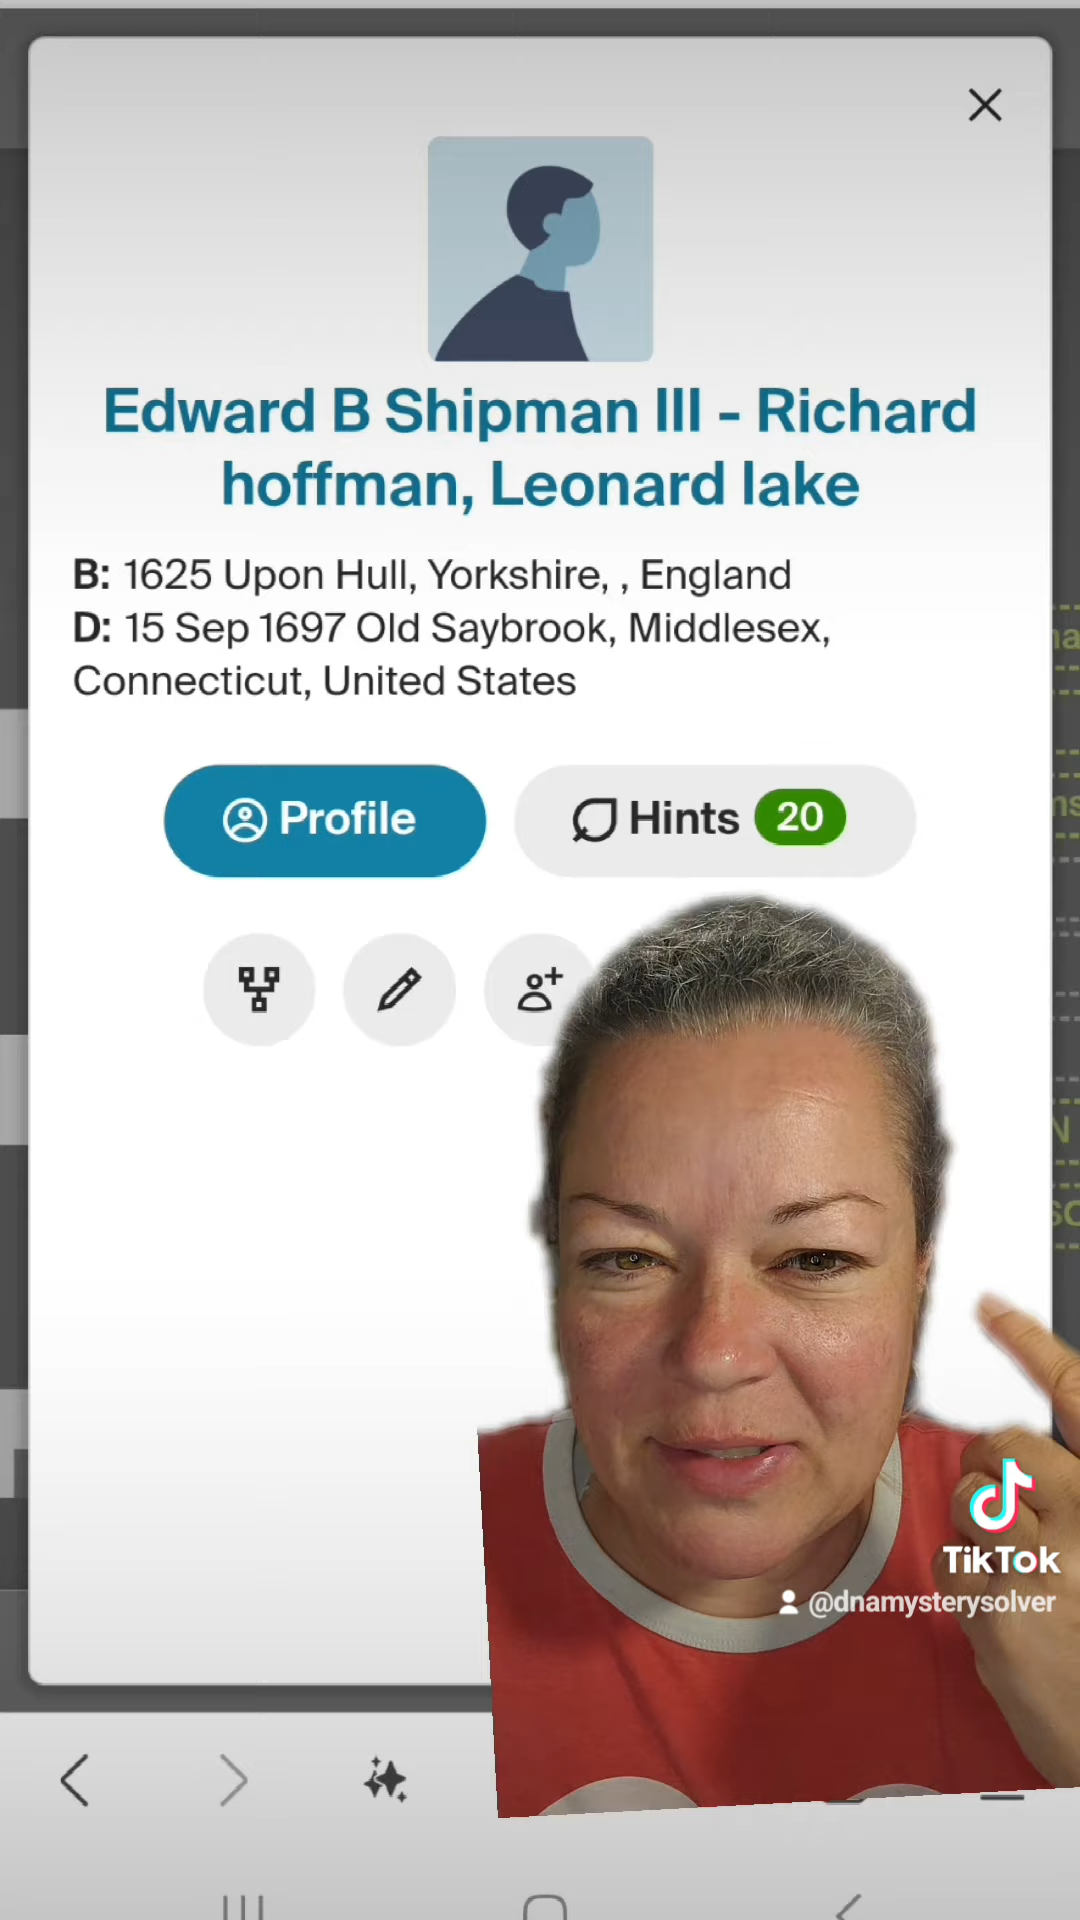 Edward B Shipman III - Richard
hoffman, Leonard lake
B: 1625 Upon Hull, Yorkshire, , England
D: 15 Sep 1697 Old Saybrook, Middlesex,
Connecticut, United States
Profile
Hints 20
TikTok
@dnamysterysolver